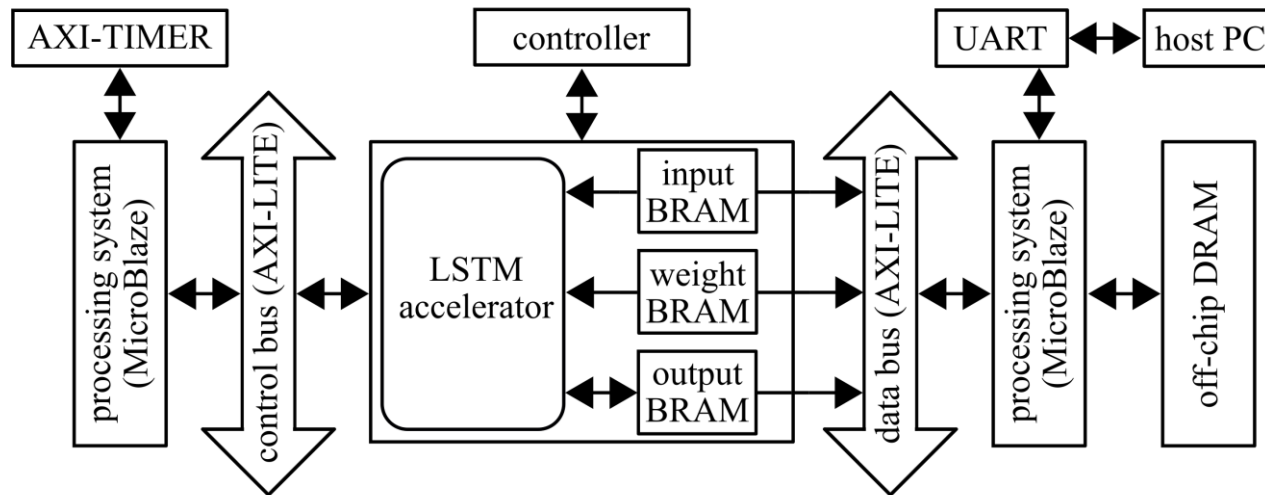 AXI-TIMER
controller
UART
host PC
processing system
(MicroBlaze)
control bus (AXI-LITE)
LSTM
accelerator
input
BRAM
weight
BRAM
output
BRAM
data bus (AXI-LITE)
processing system
(MicroBlaze)
off-chip DRAM